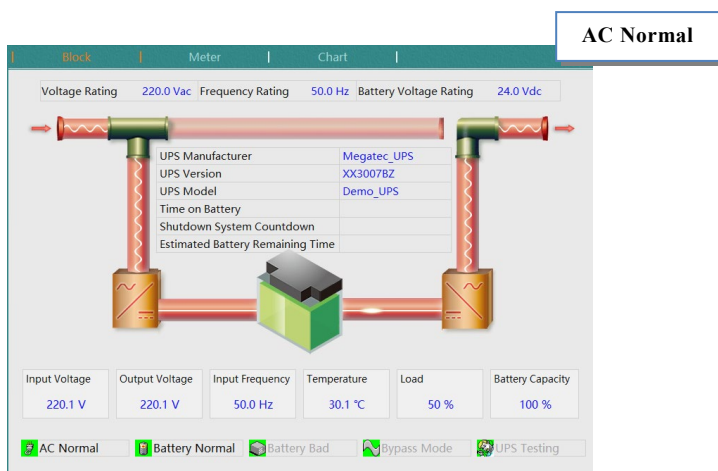 AC Normal
Block Meter Chart
Voltage Rating 220.0 Vac Frequency Rating 50.0 Hz Battery Voltage Rating 24.0 Vdc
UPS Manufacturer Megatec_UPS
UPS Version XX3007BZ
UPS Model Demo_UPS
Time on Battery
Shutdown System Countdown
Estimated Battery Remaining Time
Input Voltage Output Voltage Input Frequency Temperature Load Battery Capacity
220.1 V 220.1 V 50.0 Hz 30.1 ℃ 50 % 100 %
AC Normal Battery Normal Battery Bad Bypass Mode UPS Testing